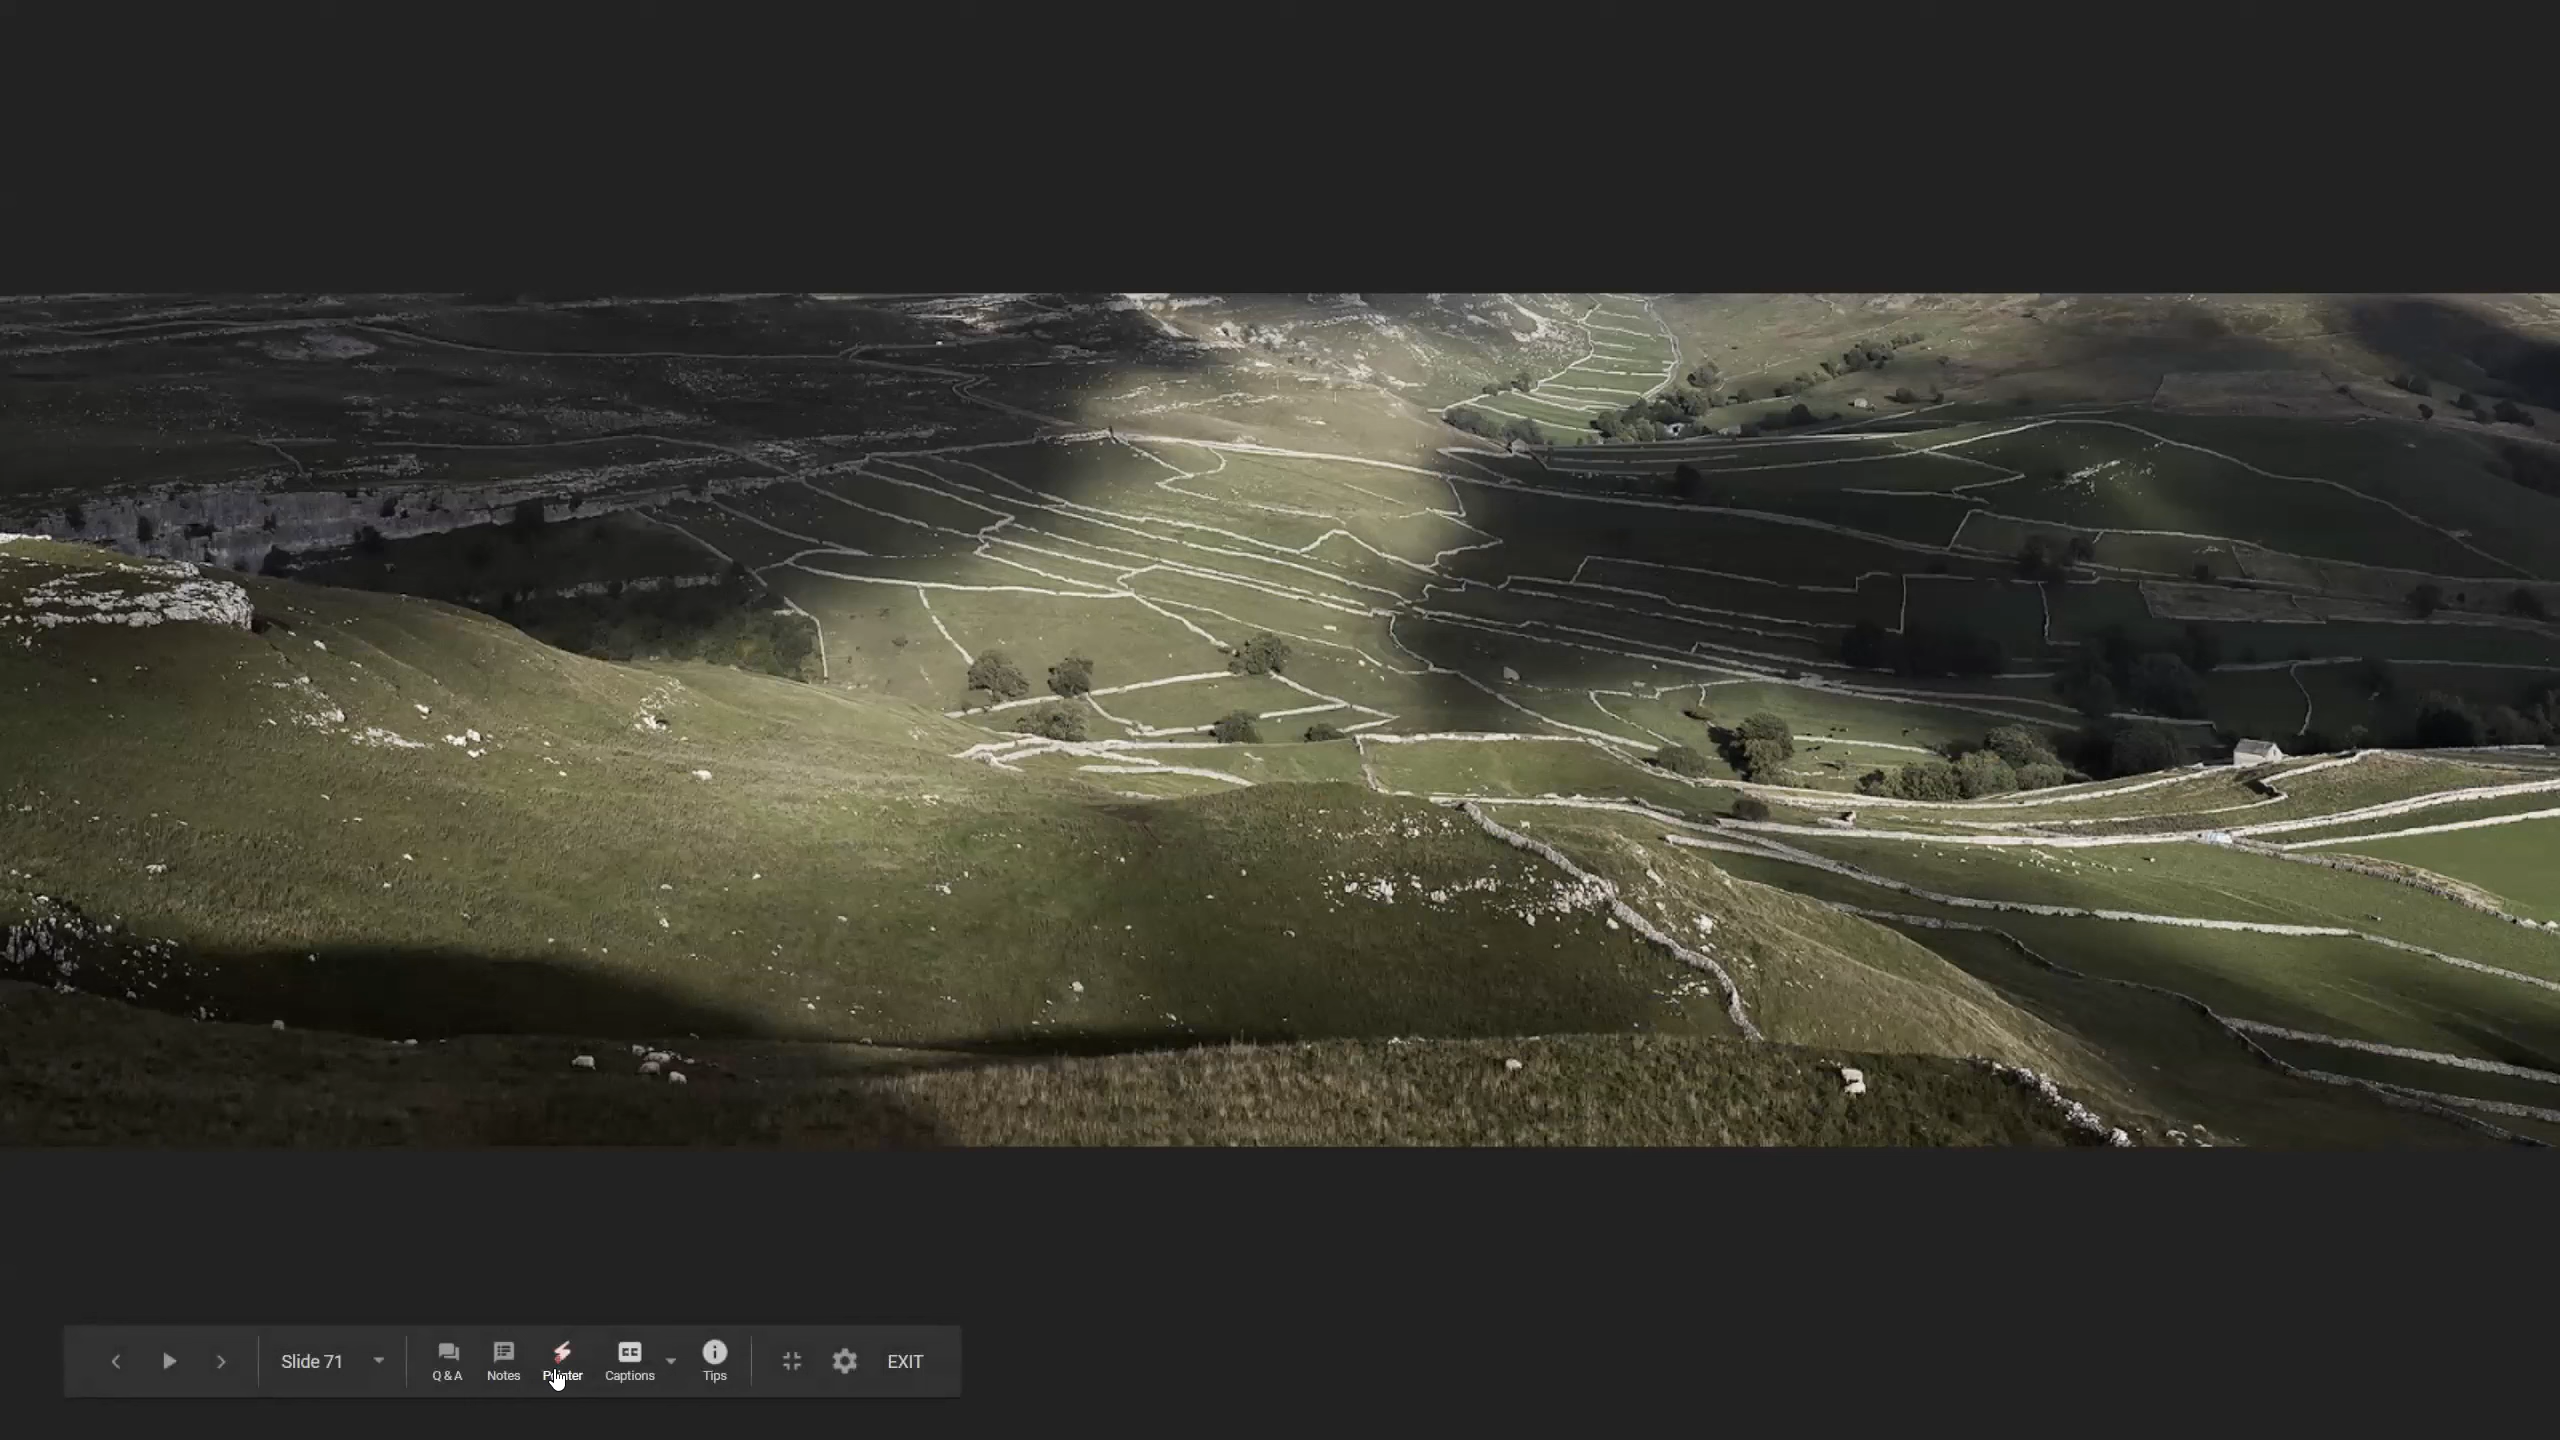 Slide 71
Q & A
Notes
Pointer
Captions
Tips
EXIT